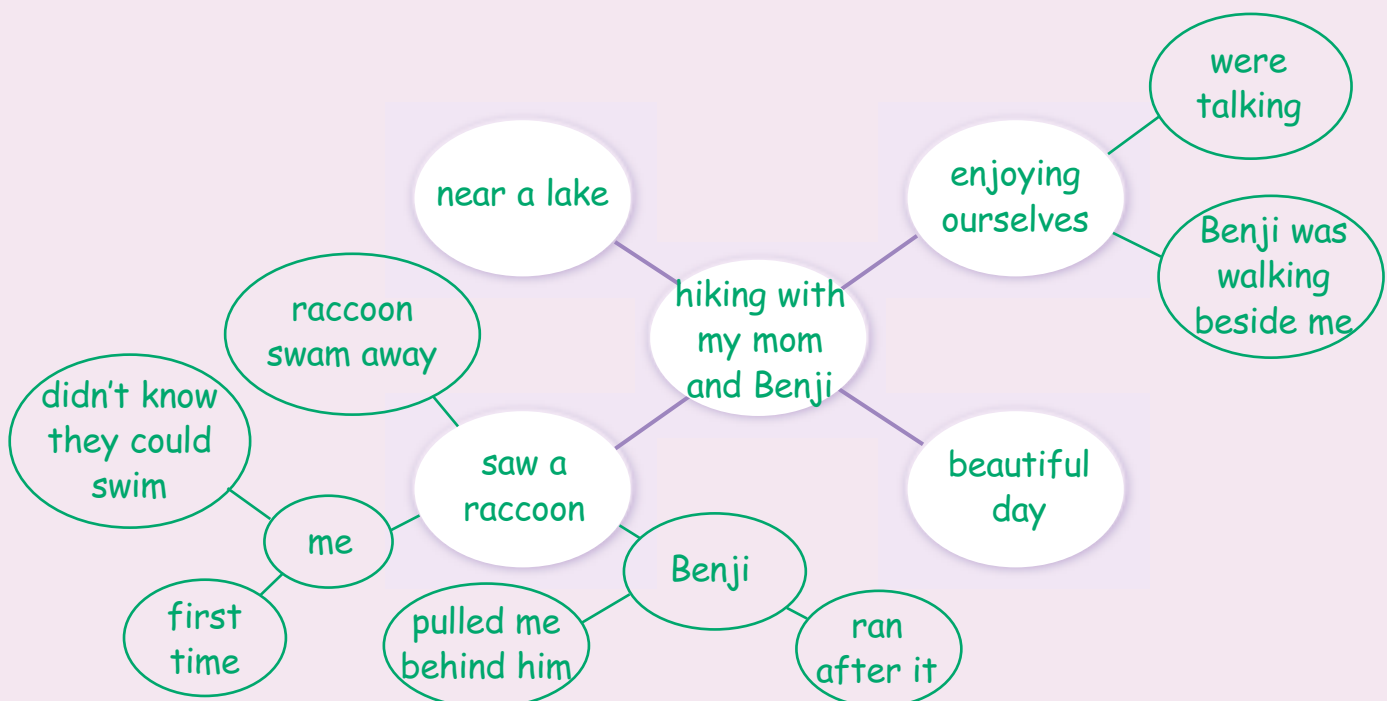 were
talking
near a lake
enjoying
ourselves
Benji was
walking
beside me
hiking with
my mom
and Benji
raccoon
swam away
didn't know
they could
swim
saw a
raccoon
beautiful
day
me
Benji
first
time
pulled me
behind him
ran
after it